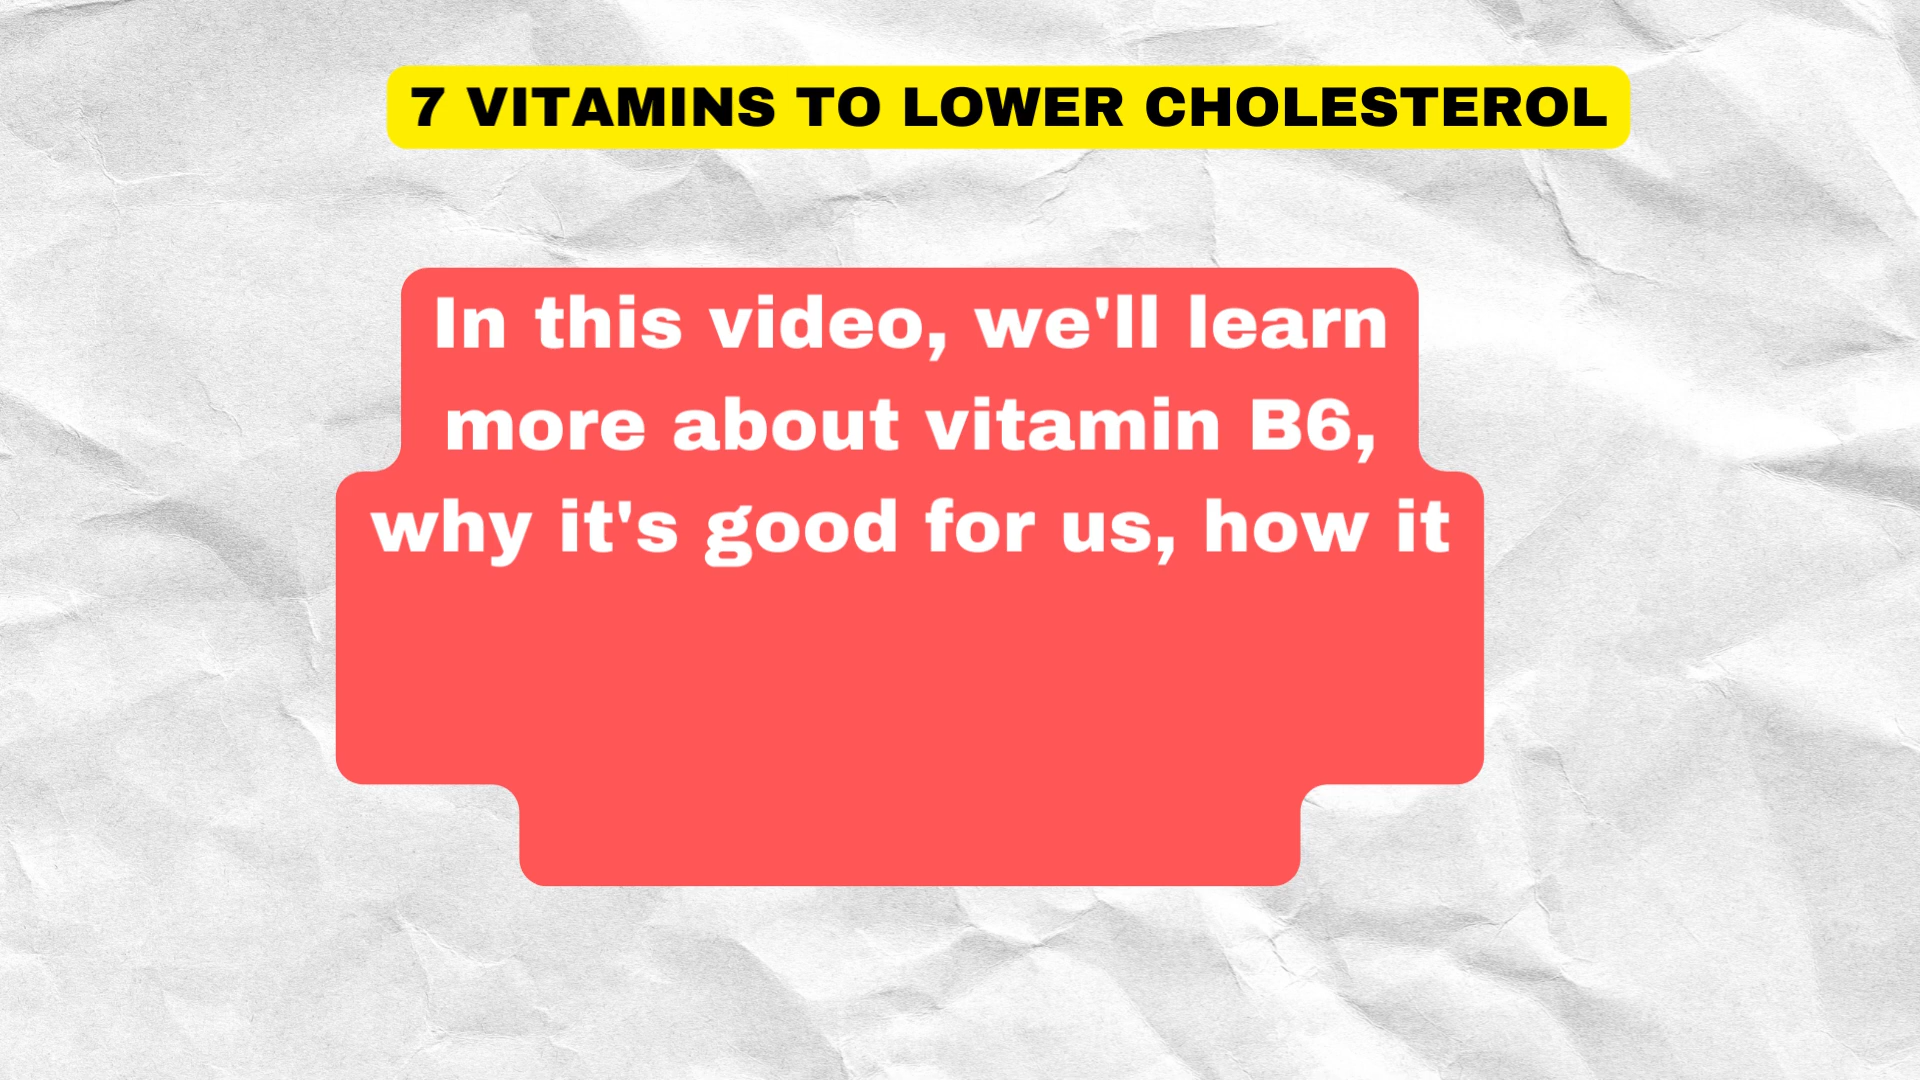 7 VITAMINS TO LOWER CHOLESTEROL
In this video, we'll learn
more about vitamin B6,
why it's good for us, how it